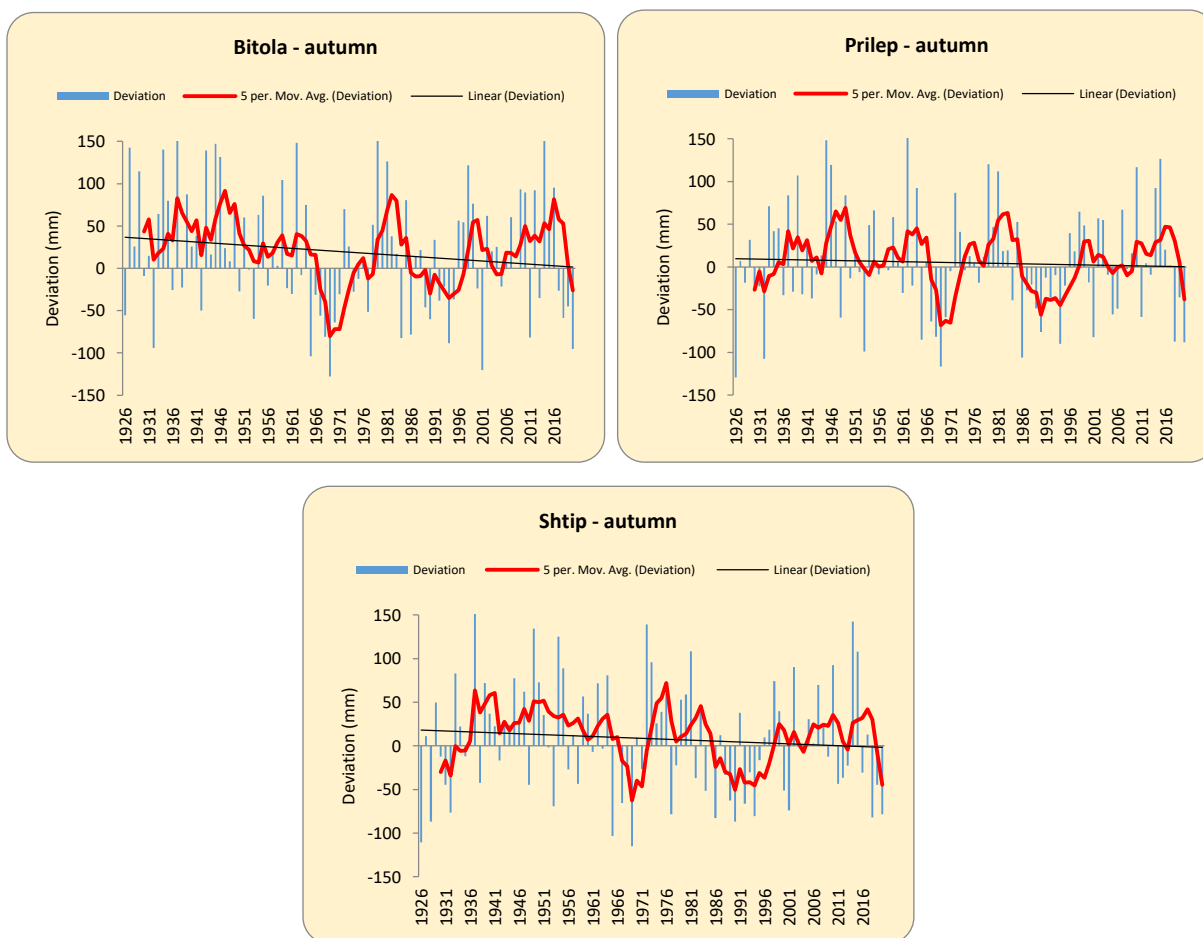 Bitola - autumn
Deviation 5 per. Mov. Avg. (Deviation) Linear (Deviation)
Deviation (mm)
150
100
50
0
-50
-100
-150
1926 1931 1936 1941 1946 1951 1956 1961 1966 1971 1976 1981 1986 1991 1996 2001 2006 2011 2016
Prilep - autumn
Deviation 5 per. Mov. Avg. (Deviation) Linear (Deviation)
Deviation (mm)
150
100
50
0
-50
-100
-150
1926 1931 1936 1941 1946 1951 1956 1961 1966 1971 1976 1981 1986 1991 1996 2001 2006 2011 2016
Shtip - autumn
Deviation 5 per. Mov. Avg. (Deviation) Linear (Deviation)
Deviation (mm)
150
100
50
0
-50
-100
-150
1926 1931 1936 1941 1946 1951 1956 1961 1966 1971 1976 1981 1986 1991 1996 2001 2006 2011 2016